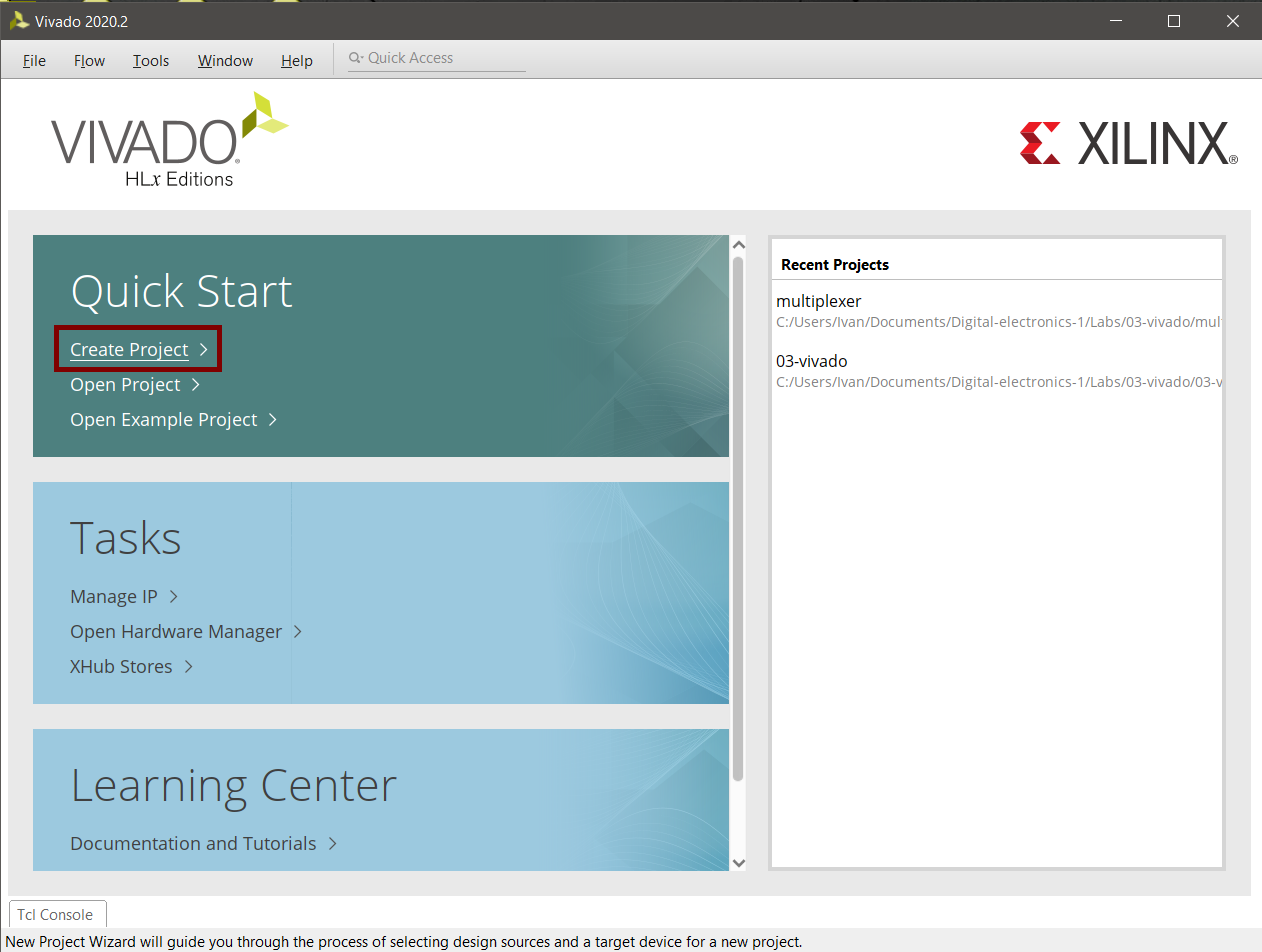 Vivado 2020.2
File Flow Tools Window Help Quick Access
VIVADO®
HLx Editions
XILINX®
Quick Start
Create Project
Open Project
Open Example Project
Tasks
Manage IP
Open Hardware Manager
XHub Stores
Learning Center
Documentation and Tutorials
Recent Projects
multiplexer
C:/Users/Ivan/Documents/Digital-electronics-1/Labs/03-vivado/mul
03-vivado
C:/Users/Ivan/Documents/Digital-electronics-1/Labs/03-vivado/03-v
Tcl Console
New Project Wizard will guide you through the process of selecting design sources and a target device for a new project.